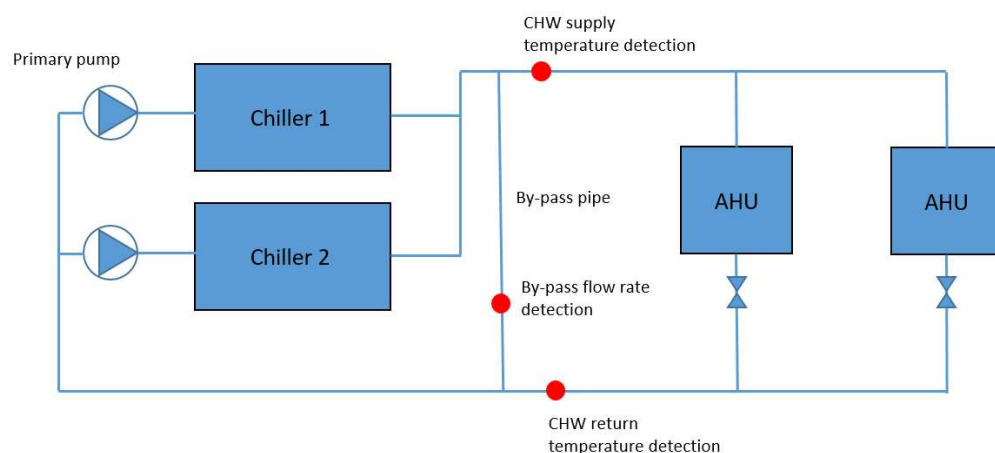 CHW supply
temperature detection
Primary pump
Chiller 1
Chiller 2
By-pass pipe
AHU
AHU
By-pass flow rate
detection
CHW return
temperature detection